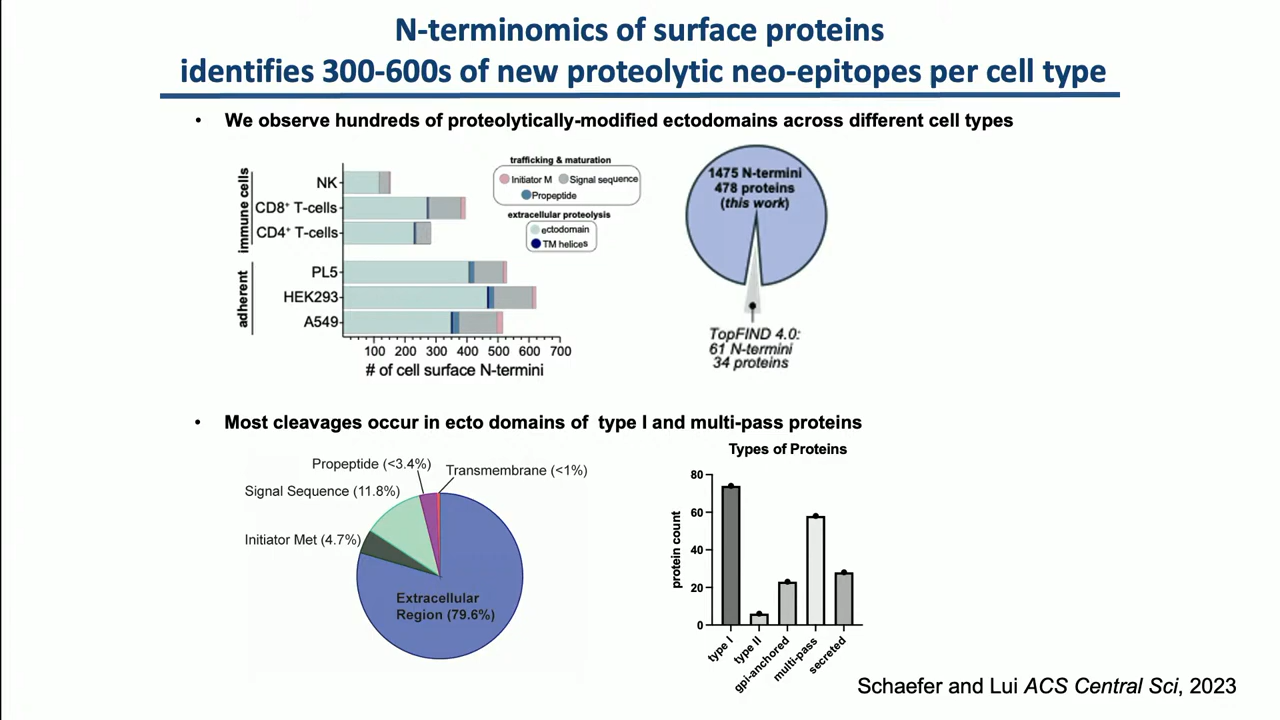 N-terminomics of surface proteins
identifies 300-600s of new proteolytic neo-epitopes per cell type
• We observe hundreds of proteolytically-modified ectodomains across different cell types
immune cells
NK
CD8+ T-cells
CD4+ T-cells
adherent
PL5
HEK293
A549
100 200 300 400 500 600 700
# of cell surface N-termini
trafficking & maturation
Initiator M Signal sequence
Propeptide
extracellular proteolysis
ectodomain
TM helices
1475 N-termini
478 proteins
(this work)
TopFIND 4.0:
61 N-termini
34 proteins
• Most cleavages occur in ecto domains of type I and multi-pass proteins
Propeptide (<3.4%)
Transmembrane (<1%)
Signal Sequence (11.8%)
Initiator Met (4.7%)
Extracellular
Region (79.6%)
Types of Proteins
protein count
80
60
40
20
0
type I
type II
gpi-anchored
multi-pass
secreted
Schaefer and Lui ACS Central Sci, 2023